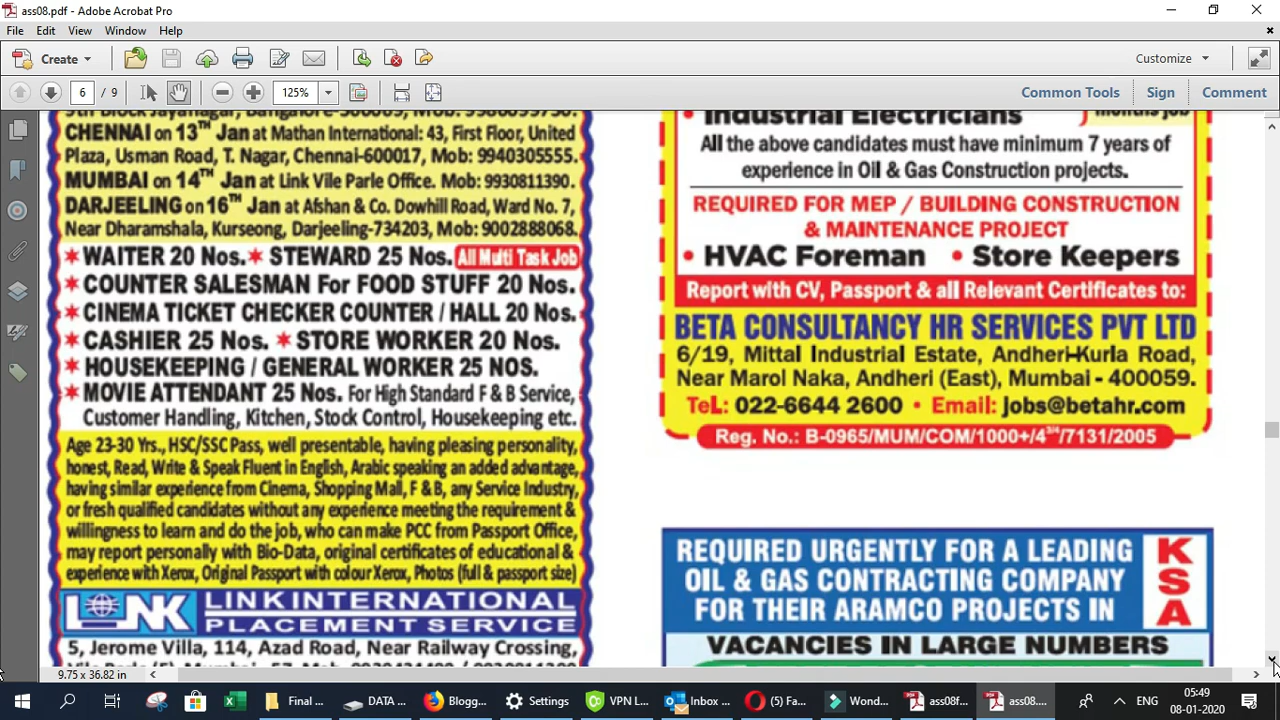 ass08.pdf - Adobe Acrobat Pro
File Edit View Window Help
Create
Customize
6 / 9
125%
Common Tools Sign Comment
CHENNAI on 13TH Jan at Mathan International: 43, First Floor, United
Plaza, Usman Road, T. Nagar, Chennai-600017, Mob: 9940305555.
MUMBAI on 14TH Jan at Link Vile Parle Office. Mob: 9930811390.
DARJEELING on 16TH Jan at Afshan & Co. Dowhill Road, Ward No. 7,
Near Dharamshala, Kurseong, Darjeeling-734203, Mob: 9002888068.
* WAITER 20 Nos. * STEWARD 25 Nos. All Multi Task Job
* COUNTER SALESMAN For FOOD STUFF 20 Nos.
* CINEMA TICKET CHECKER COUNTER / HALL 20 Nos.
* CASHIER 25 Nos. * STORE WORKER 20 Nos.
* HOUSEKEEPING / GENERAL WORKER 25 NOS.
* MOVIE ATTENDANT 25 Nos. For High Standard F & B Service,
Customer Handling, Kitchen, Stock Control, Housekeeping etc.
Age 23-30 Yrs., HSC/SSC Pass, well presentable, having pleasing personality,
honest, Read, Write & Speak Fluent in English, Arabic speaking an added advantage,
having similar experience from Cinema, Shopping Mall, F & B, any Service Industry,
or fresh qualified candidates without any experience meeting the requirement &
willingness to learn and do the job, who can make PCC from Passport Office,
may report personally with Bio-Data, original certificates of educational &
experience with Xerox, Original Passport with colour Xerox, Photos (full & passport size)
LINK LINK INTERNATIONAL
PLACEMENT SERVICE
5, Jerome Villa, 114, Azad Road, Near Railway Crossing,
• Industrial Electricians
All the above candidates must have minimum 7 years of
experience in Oil & Gas Construction projects.
REQUIRED FOR MEP / BUILDING CONSTRUCTION
& MAINTENANCE PROJECT
• HVAC Foreman • Store Keepers
Report with CV, Passport & all Relevant Certificates to:
BETA CONSULTANCY HR SERVICES PVT LTD
6/19, Mittal Industrial Estate, Andheri-Kurla Road,
Near Marol Naka, Andheri (East), Mumbai - 400059.
TeL: 022-6644 2600 • Email: jobs@betahr.com
Reg. No.: B-0965/MUM/COM/1000+/4 3/4/7131/2005
REQUIRED URGENTLY FOR A LEADING
OIL & GAS CONTRACTING COMPANY
FOR THEIR ARAMCO PROJECTS IN
KSA
VACANCIES IN LARGE NUMBERS
9.75 x 36.82 in
Final ... DATA ... Blogg... Settings VPN L... Inbox ... (3) Fa... Wond... ass08f... ass08....
ENG
05:49
08-01-2020